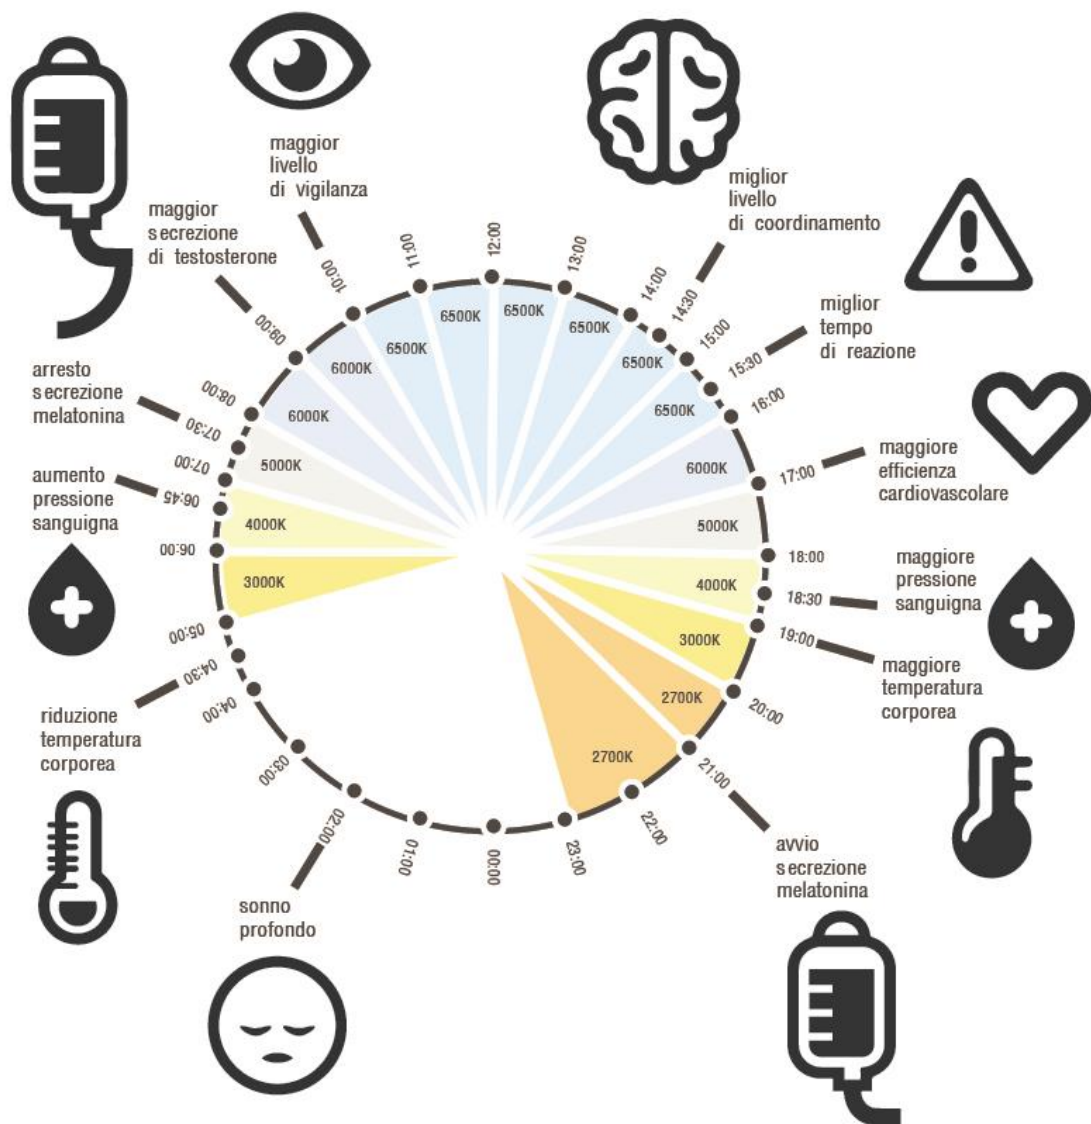 maggior
livello
di vigilanza
maggior
secrezione
di testosterone
miglior
livello
di coordinamento
miglior
tempo
di reazione
arresto
secrezione
melatonina
maggiore
efficienza
cardiovascolare
aumento
pressione
sanguigna
maggiore
pressione
sanguigna
maggiore
temperatura
corporea
riduzione
temperatura
corporea
avvio
secrezione
melatonina
sonno
profondo
12:00
13:00
14:00
14:30
15:00
15:30
16:00
17:00
18:00
18:30
19:00
20:00
21:00
22:00
23:00
00:00
01:00
02:00
03:00
04:00
04:30
05:00
06:00
06:45
07:00
07:30
08:00
09:00
10:00
11:00
6500K
6500K
6500K
6500K
6500K
6000K
5000K
4000K
3000K
2700K
2700K
3000K
4000K
5000K
6000K
6000K
6500K